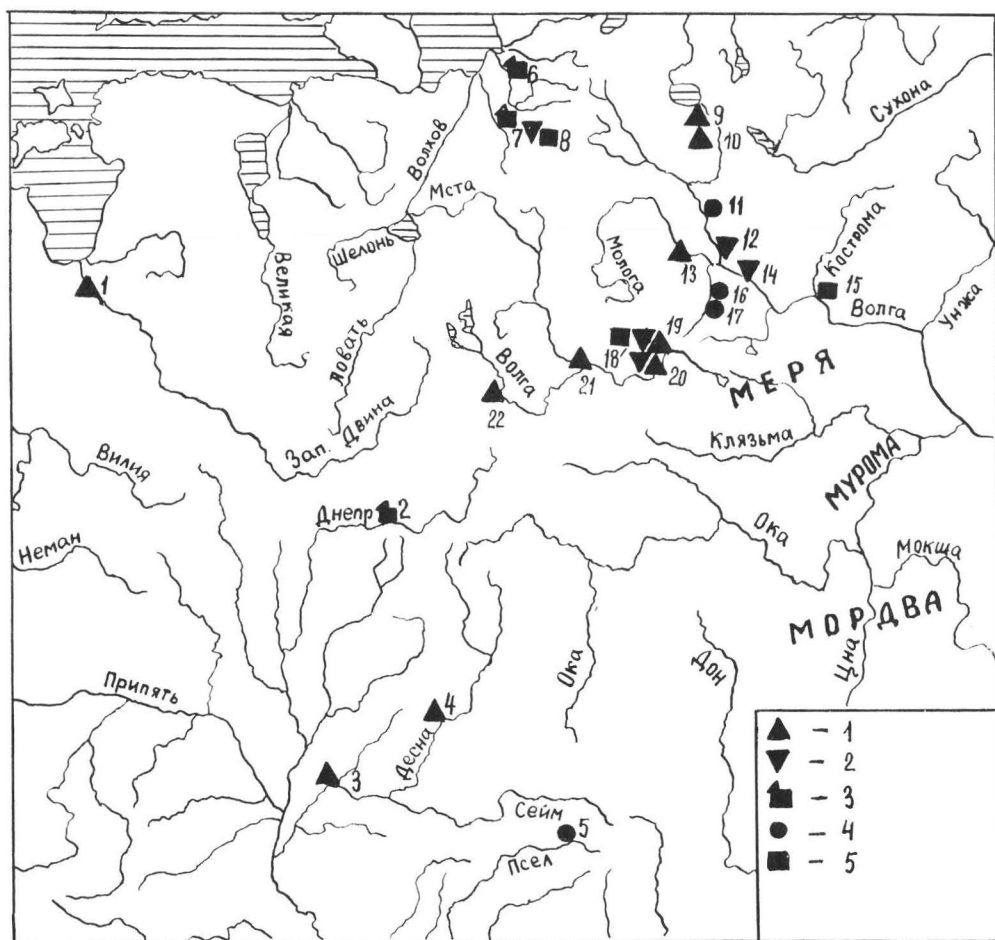 6
Сухона
9
Волхов
7
8
10
Мста
11
Шелонь
Кострома
12
Великая
Молога
13
14
15
1
16
Волга
Унжа
Ловать
17
18
19
Волга
21
20
МЕРЯ
22
Зап. Двина
Клязьма
Вилия
МУРОМА
Днепр
2
Ока
Неман
Мокша
МОРДВА
Цна
Ока
Дон
Припять
4
Десна
3
Сейм
5
Псел
– 1
– 2
– 3
– 4
– 5